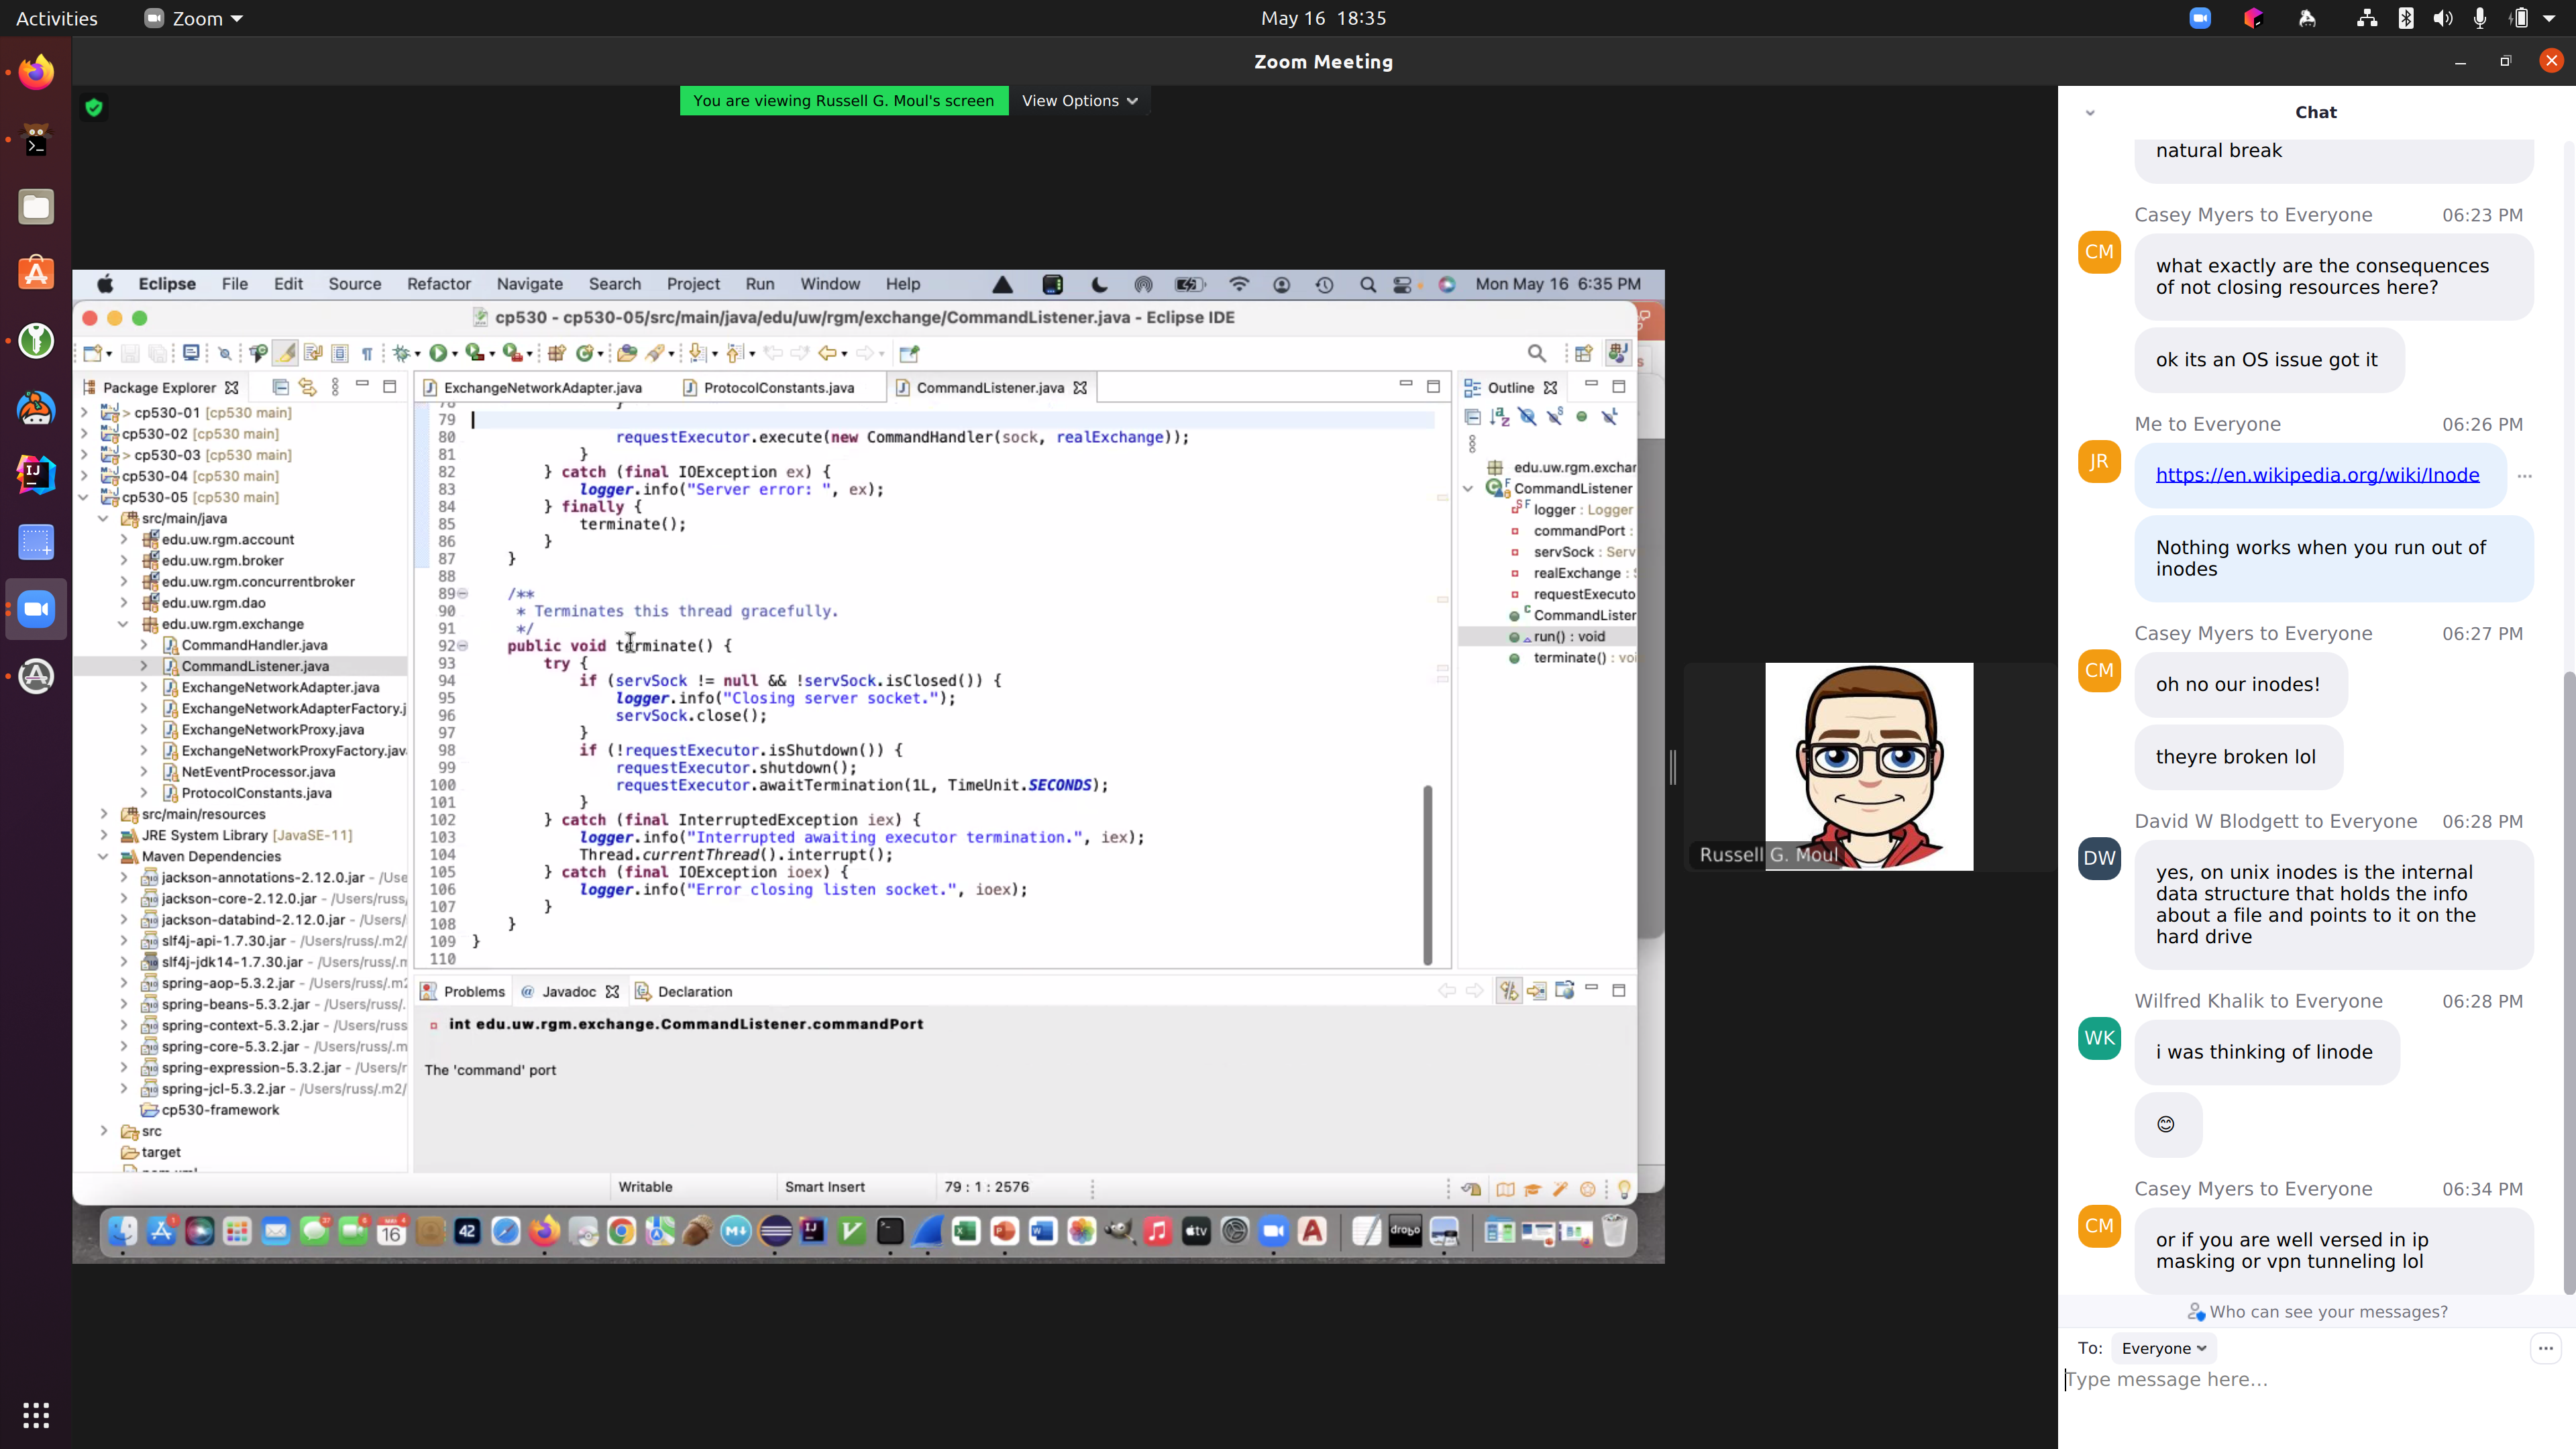 Activities
Zoom
May 16 18:35
Zoom Meeting
You are viewing Russell G. Moul's screen
View Options
Eclipse File Edit Source Refactor Navigate Search Project Run Window Help
Mon May 16 6:35 PM
cp530 - cp530-05/src/main/java/edu/uw/rgm/exchange/CommandListener.java - Eclipse IDE
Package Explorer
> cp530-01 [cp530 main]
cp530-02 [cp530 main]
> cp530-03 [cp530 main]
cp530-04 [cp530 main]
cp530-05 [cp530 main]
src/main/java
edu.uw.rgm.account
edu.uw.rgm.broker
edu.uw.rgm.concurrentbroker
edu.uw.rgm.dao
edu.uw.rgm.exchange
CommandHandler.java
CommandListener.java
ExchangeNetworkAdapter.java
ExchangeNetworkAdapterFactory.j
ExchangeNetworkProxy.java
ExchangeNetworkProxyFactory.jav
NetEventProcessor.java
ProtocolConstants.java
src/main/resources
JRE System Library [JavaSE-11]
Maven Dependencies
jackson-annotations-2.12.0.jar - /Use
jackson-core-2.12.0.jar - /Users/russ/
jackson-databind-2.12.0.jar - /Users/
slf4j-api-1.7.30.jar - /Users/russ/.m2/
slf4j-jdk14-1.7.30.jar - /Users/russ/.m
spring-aop-5.3.2.jar - /Users/russ/.m2
spring-beans-5.3.2.jar - /Users/russ/.
spring-context-5.3.2.jar - /Users/russ
spring-core-5.3.2.jar - /Users/russ/.m
spring-expression-5.3.2.jar - /Users/r
spring-jcl-5.3.2.jar - /Users/russ/.m2/
cp530-framework
src
target
ExchangeNetworkAdapter.java
ProtocolConstants.java
CommandListener.java
78 }
79
80 requestExecutor.execute(new CommandHandler(sock, realExchange));
81 }
82 } catch (final IOException ex) {
83 logger.info("Server error: ", ex);
84 } finally {
85 terminate();
86 }
87 }
88
89 /**
90 * Terminates this thread gracefully.
91 */
92 public void terminate() {
93 try {
94 if (servSock != null && !servSock.isClosed()) {
95 logger.info("Closing server socket.");
96 servSock.close();
97 }
98 if (!requestExecutor.isShutdown()) {
99 requestExecutor.shutdown();
100 requestExecutor.awaitTermination(1L, TimeUnit.SECONDS);
101 }
102 } catch (final InterruptedException iex) {
103 logger.info("Interrupted awaiting executor termination.", iex);
104 Thread.currentThread().interrupt();
105 } catch (final IOException ioex) {
106 logger.info("Error closing listen socket.", ioex);
107 }
108 }
109 }
110
Outline
edu.uw.rgm.exchar
CommandListener
logger : Logger
commandPort :
servSock : Serv
realExchange :
requestExecuto
CommandLister
run() : void
terminate() : voi
Problems
@ Javadoc
Declaration
int edu.uw.rgm.exchange.CommandListener.commandPort
The 'command' port
Writable
Smart Insert
79 : 1 : 2576
16
42
tv
drobo
Russell G. Moul
Chat
natural break
Casey Myers to Everyone 06:23 PM
CM
what exactly are the consequences
of not closing resources here?
ok its an OS issue got it
Me to Everyone 06:26 PM
JR
https://en.wikipedia.org/wiki/Inode
Nothing works when you run out of
inodes
Casey Myers to Everyone 06:27 PM
CM
oh no our inodes!
theyre broken lol
David W Blodgett to Everyone 06:28 PM
DW
yes, on unix inodes is the internal
data structure that holds the info
about a file and points to it on the
hard drive
Wilfred Khalik to Everyone 06:28 PM
WK
i was thinking of linode
😊
Casey Myers to Everyone 06:34 PM
CM
or if you are well versed in ip
masking or vpn tunneling lol
Who can see your messages?
To: Everyone
Type message here...